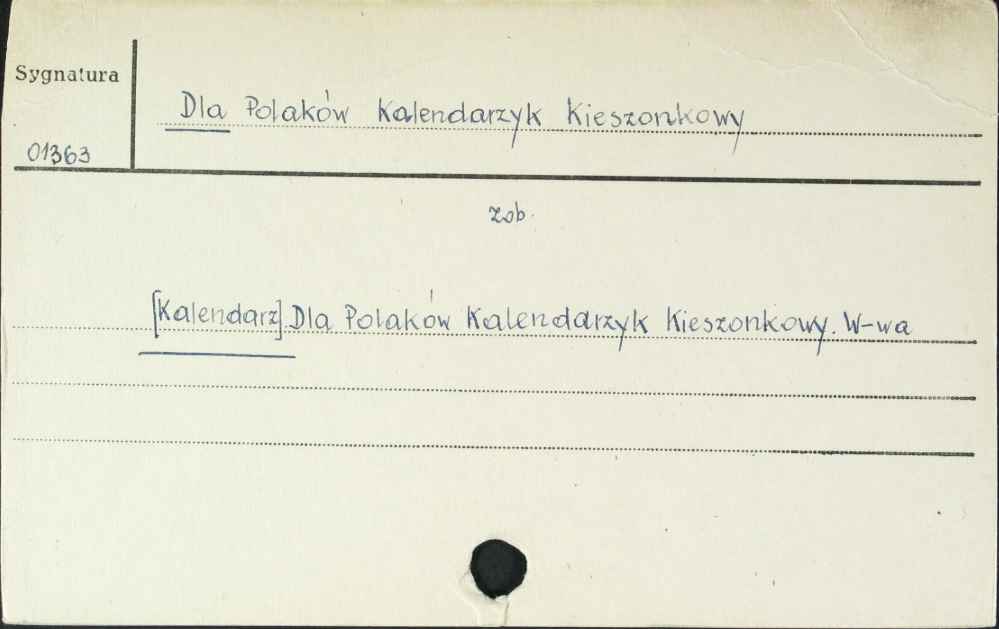 Sygnatura
Dla Polaków Kalendarzyk Kieszonkowy
01363
zob.
[Kalendarz] Dla Polaków Kalendarzyk Kieszonkowy. W-wa